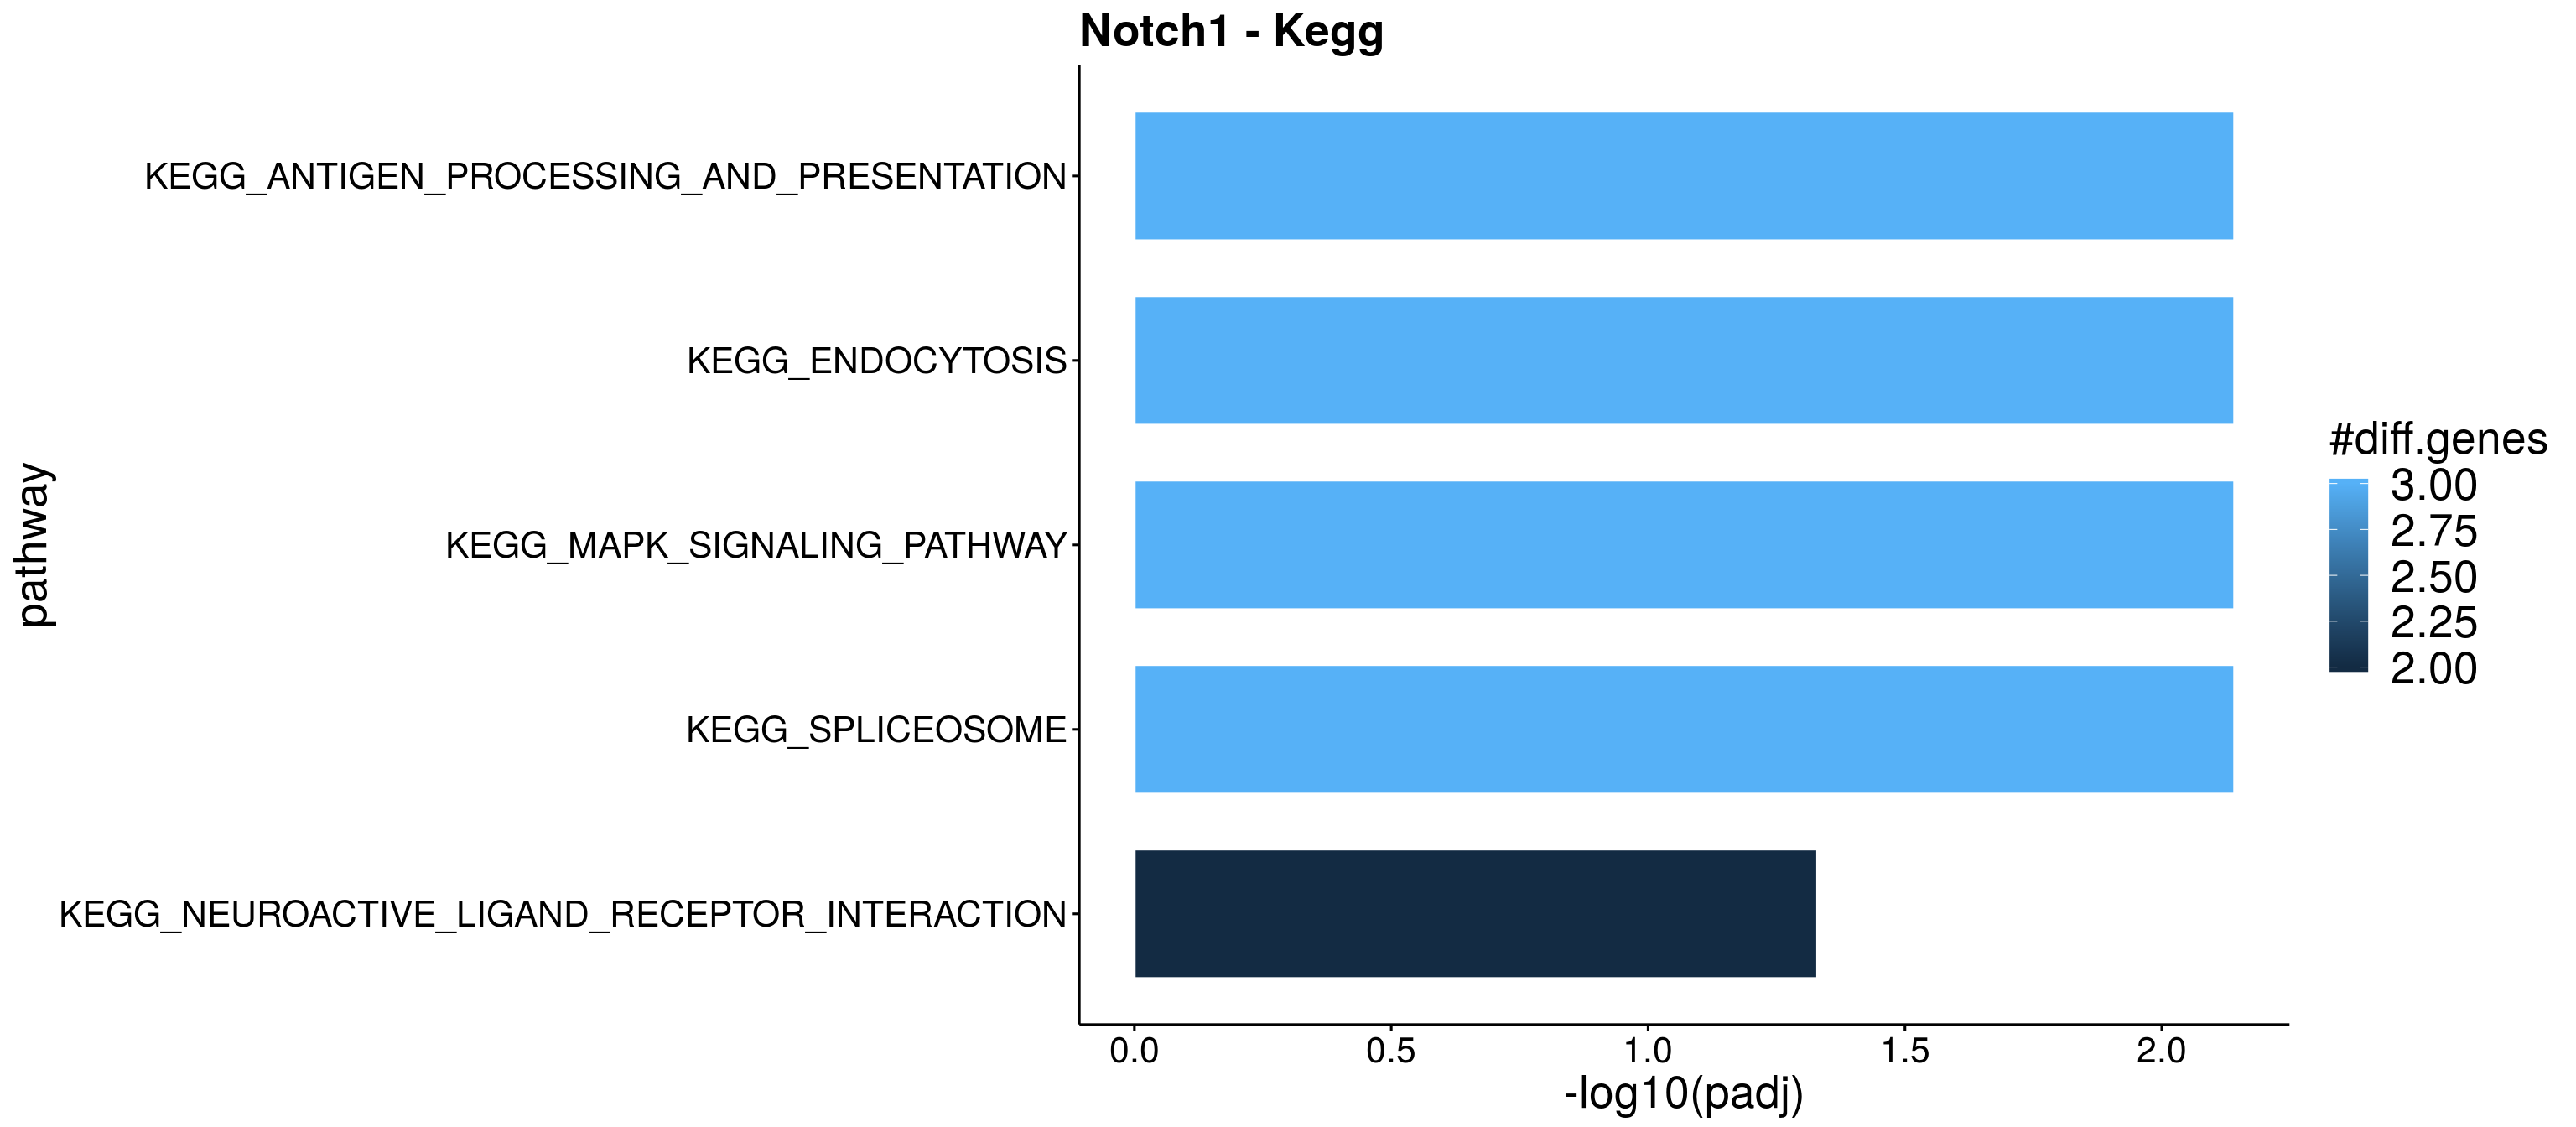 Notch1 - Kegg
KEGG_ANTIGEN_PROCESSING_AND_PRESENTATION
KEGG_ENDOCYTOSIS
KEGG_MAPK_SIGNALING_PATHWAY
KEGG_SPLICEOSOME
KEGG_NEUROACTIVE_LIGAND_RECEPTOR_INTERACTION
pathway
0.0 0.5 1.0 1.5 2.0
-log10(padj)
#diff.genes
3.00
2.75
2.50
2.25
2.00